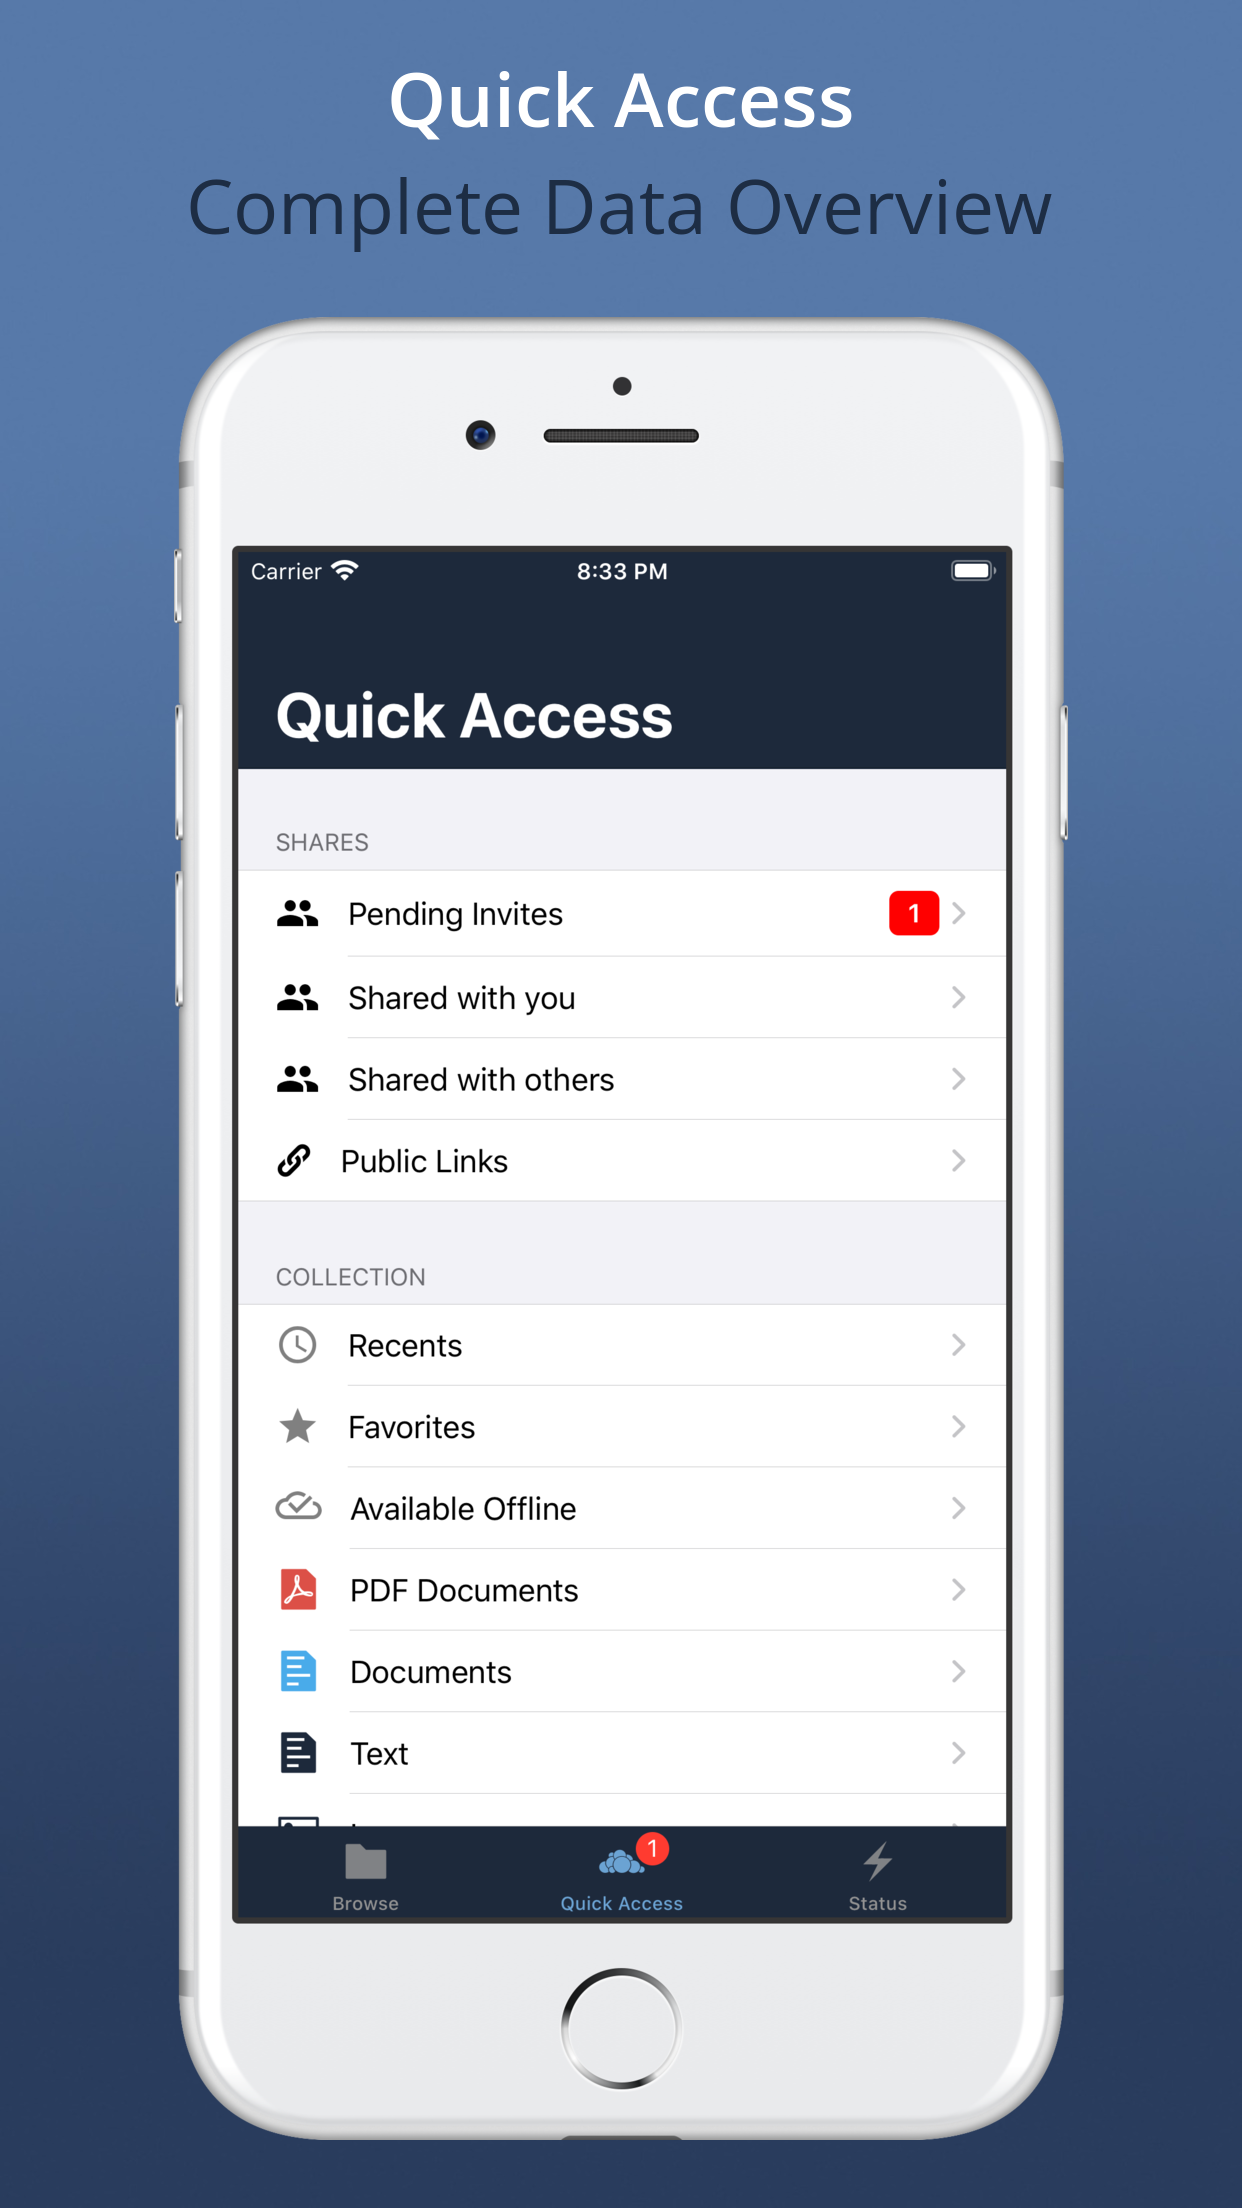 Quick Access
Complete Data Overview
Carrier 8:33 PM
Quick Access
SHARES
Pending Invites 1
Shared with you
Shared with others
Public Links
COLLECTION
Recents
Favorites
Available Offline
PDF Documents
Documents
Text
1
Browse Quick Access Status